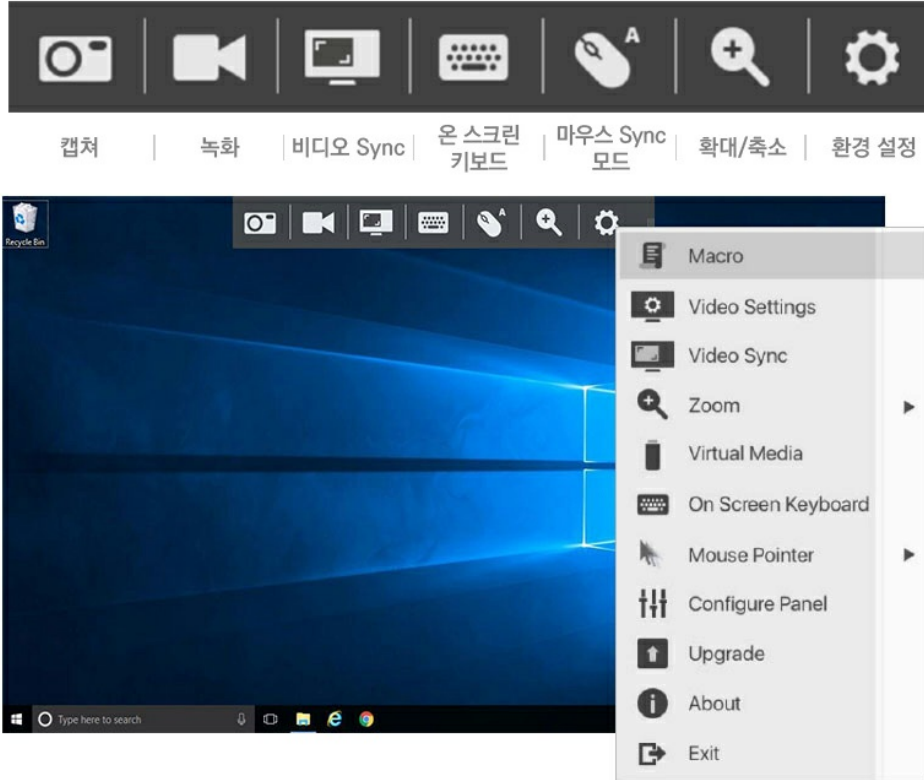 A
캡쳐
녹화
비디오 Sync
온 스크린
키보드
마우스 Sync
모드
확대/축소
환경 설정
Recycle Bin
A
Macro
Video Settings
Video Sync
Zoom
Virtual Media
On Screen Keyboard
Mouse Pointer
Configure Panel
Upgrade
About
Exit
Type here to search